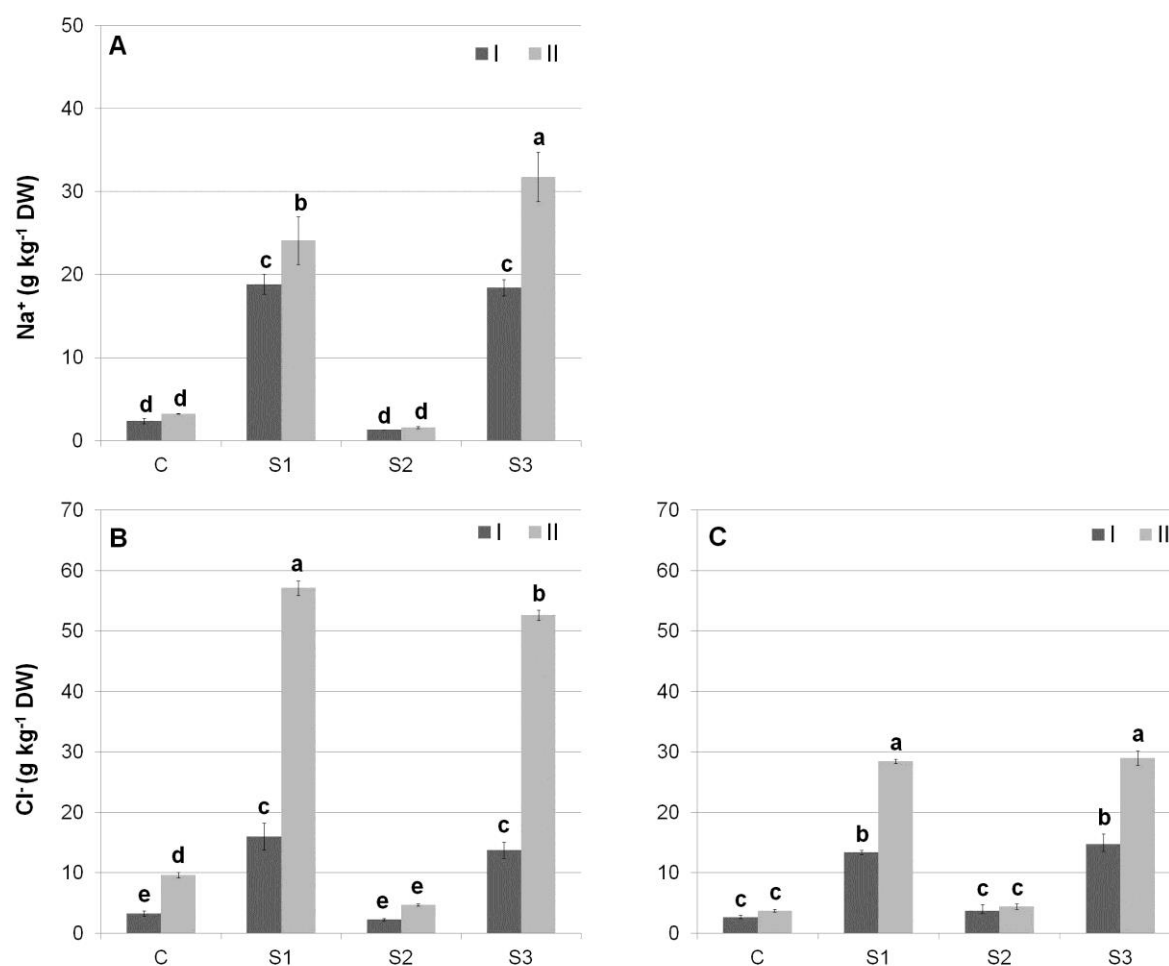 A
I II
50
40
30
20
10
0
Na⁺ (g kg⁻¹ DW)
d d c b d d c a
C S1 S2 S3
B
I II
70
60
50
40
30
20
10
0
Cl⁻ (g kg⁻¹ DW)
e d c a e e c b
C S1 S2 S3
C
I II
70
60
50
40
30
20
10
0
c c b a c c b a
C S1 S2 S3